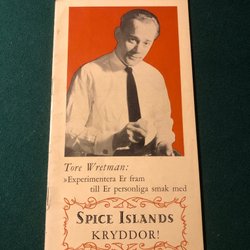 Tore Wretman:
»Experimentera Er fram
till Er personliga smak med
SPICE ISLANDS
KRYDDOR!